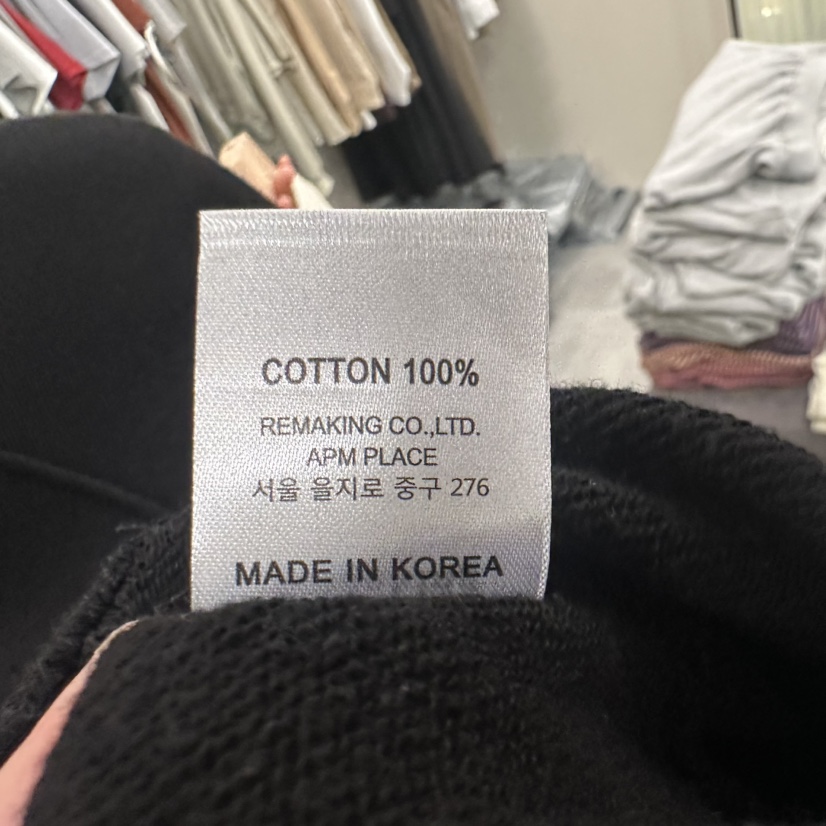 COTTON 100%
REMAKING CO.,LTD.
APM PLACE
서울 을지로 중구 276
MADE IN KOREA